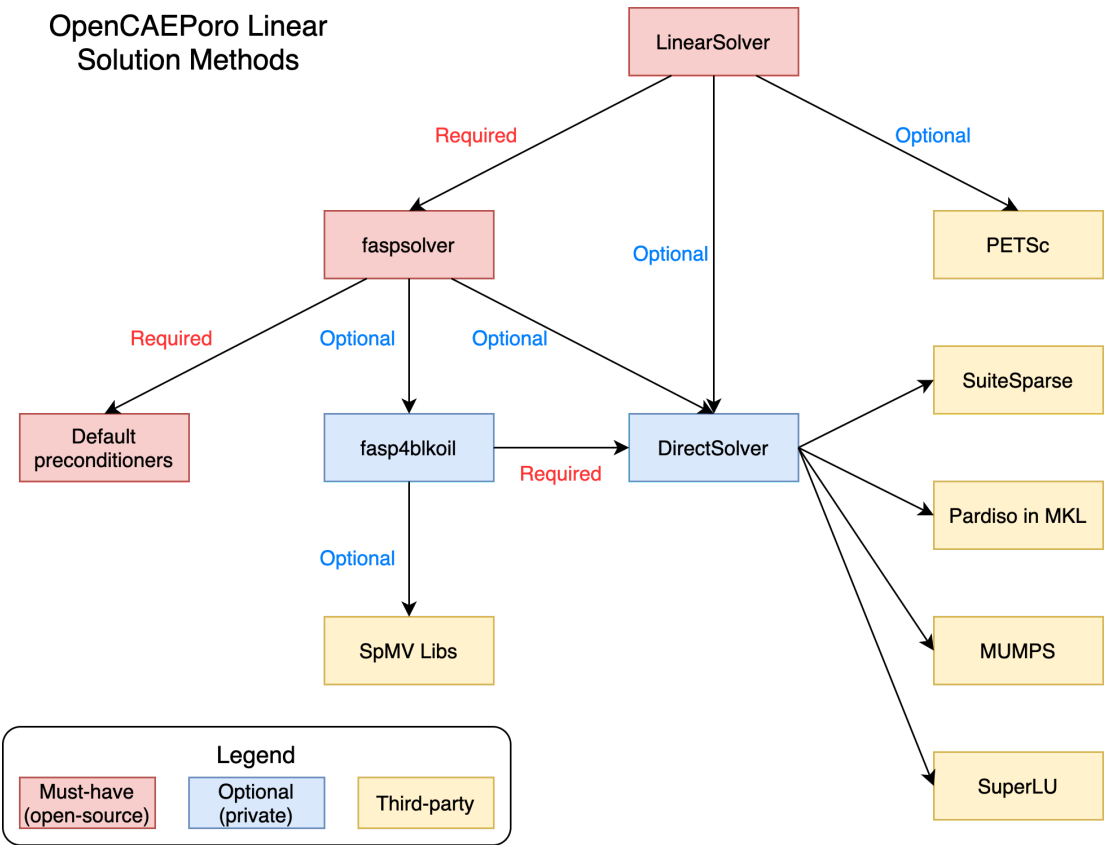 OpenCAEPoro Linear
Solution Methods
LinearSolver
Required
Optional
faspsolver
Optional
PETSc
Required
Optional
Optional
SuiteSparse
Default
preconditioners
fasp4blkoil
Required
DirectSolver
Pardiso in MKL
Optional
SpMV Libs
MUMPS
Legend
Must-have
(open-source)
Optional
(private)
Third-party
SuperLU